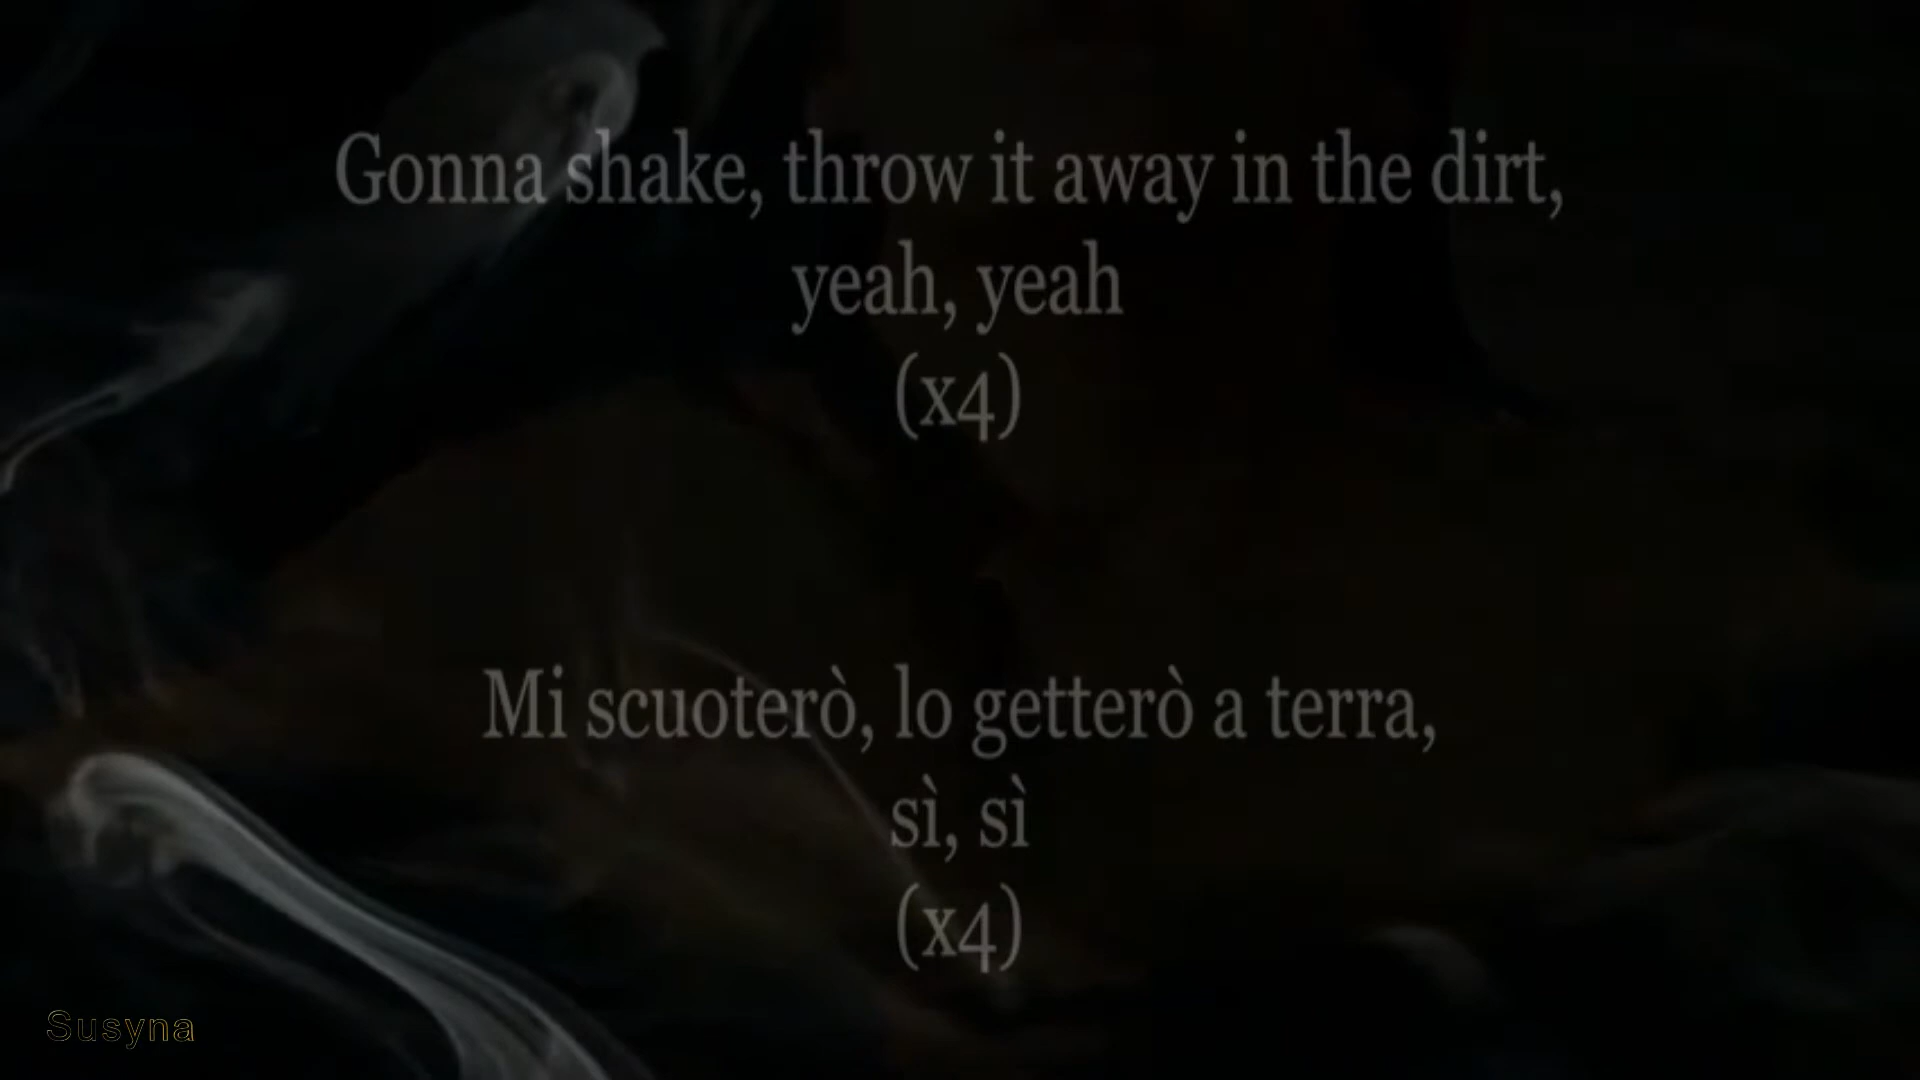 Gonna shake, throw it away in the dirt,
yeah, yeah
(x4)
Mi scuoterò, lo getterò a terra,
sì, sì
(x4)
Susyna